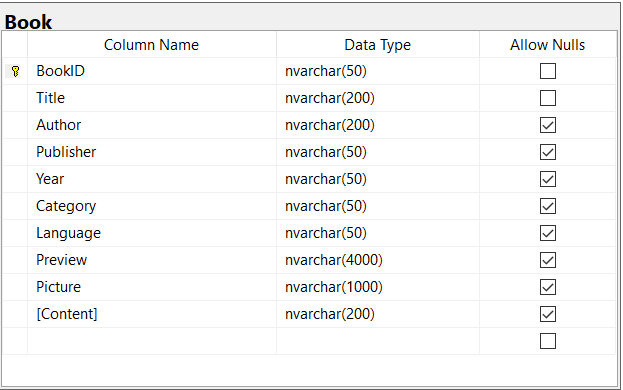 Book
Column Name Data Type Allow Nulls
BookID nvarchar(50)
Title nvarchar(200)
Author nvarchar(200)
Publisher nvarchar(50)
Year nvarchar(50)
Category nvarchar(50)
Language nvarchar(50)
Preview nvarchar(4000)
Picture nvarchar(1000)
[Content] nvarchar(200)